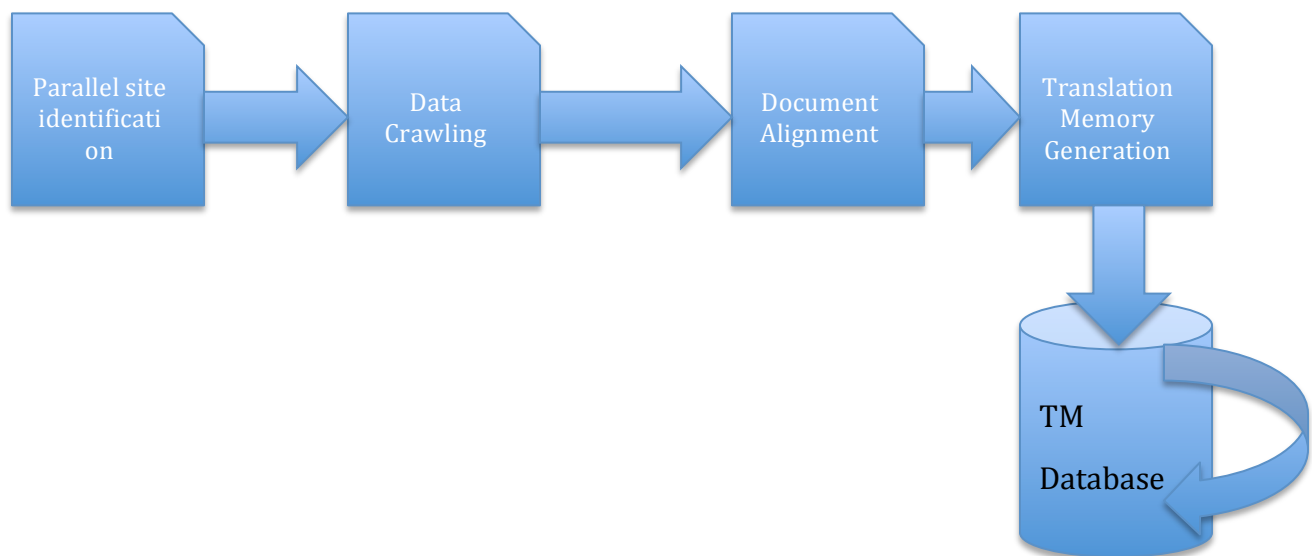 Parallel site
identificati
on
Data
Crawling
Document
Alignment
Translation
Memory
Generation
TM
Database